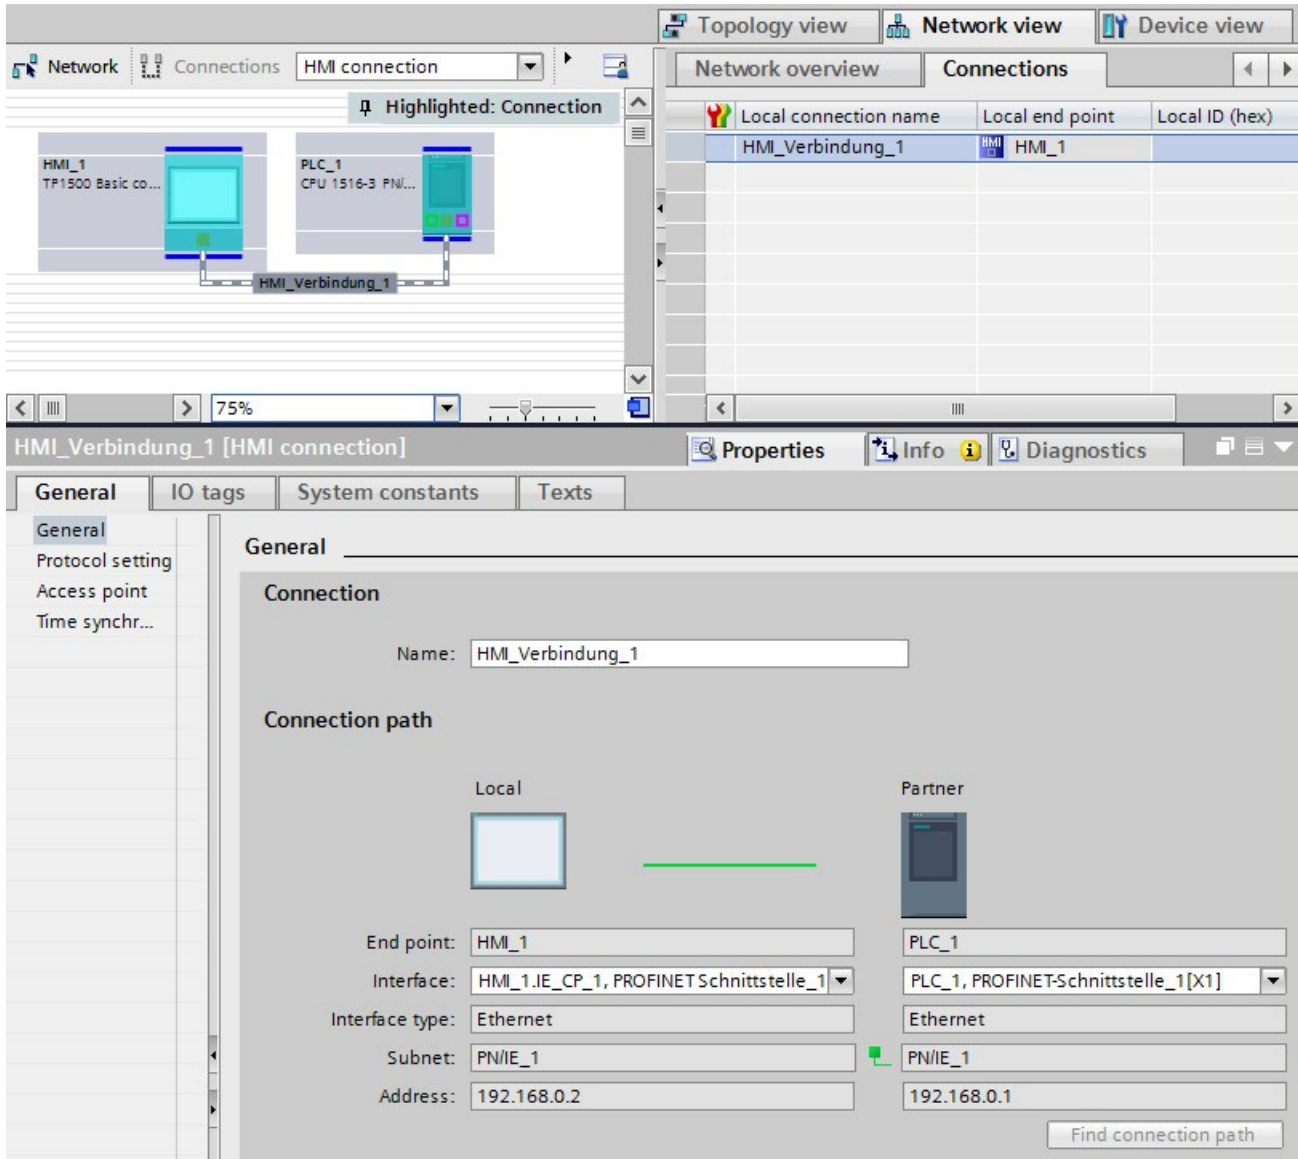 Topology view Network view Device view
Network Connections HMI connection
Network overview Connections
Highlighted: Connection
Local connection name Local end point Local ID (hex)
HMI_Verbindung_1 HMI_1
HMI_1
TP1500 Basic co...
PLC_1
CPU 1516-3 PN/...
HMI_Verbindung_1
75%
HMI_Verbindung_1 [HMI connection]
Properties Info Diagnostics
General IO tags System constants Texts
General
Protocol setting
Access point
Time synchr...
General
Connection
Name: HMI_Verbindung_1
Connection path
Local Partner
End point: HMI_1 PLC_1
Interface: HMI_1.IE_CP_1, PROFINET Schnittstelle_1 PLC_1, PROFINET-Schnittstelle_1[X1]
Interface type: Ethernet Ethernet
Subnet: PN/IE_1 PN/IE_1
Address: 192.168.0.2 192.168.0.1
Find connection path